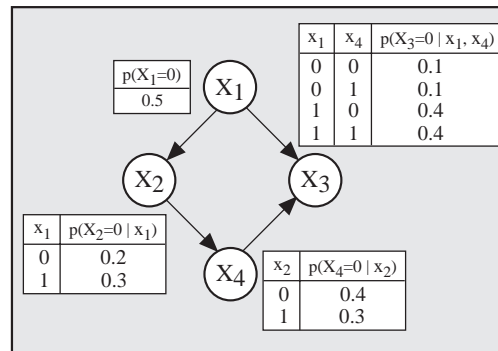 x₁ x₄ p(X₃=0 | x₁, x₄)
0 0 0.1
0 1 0.1
1 0 0.4
1 1 0.4
p(X₁=0)
0.5
X₁
X₂
X₃
x₁ p(X₂=0 | x₁)
0 0.2
1 0.3
X₄
x₂ p(X₄=0 | x₂)
0 0.4
1 0.3